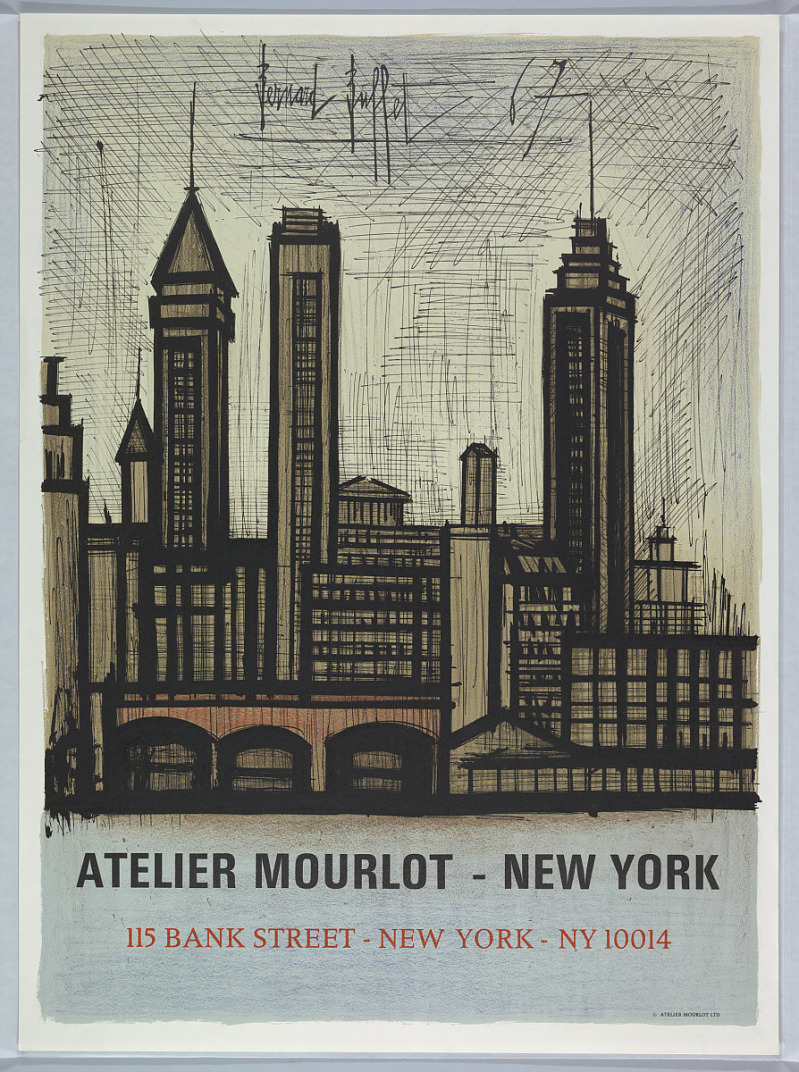 Bernard Buffet 67
ATELIER MOURLOT - NEW YORK
115 BANK STREET - NEW YORK - NY 10014
© ATELIER MOURLOT LTD